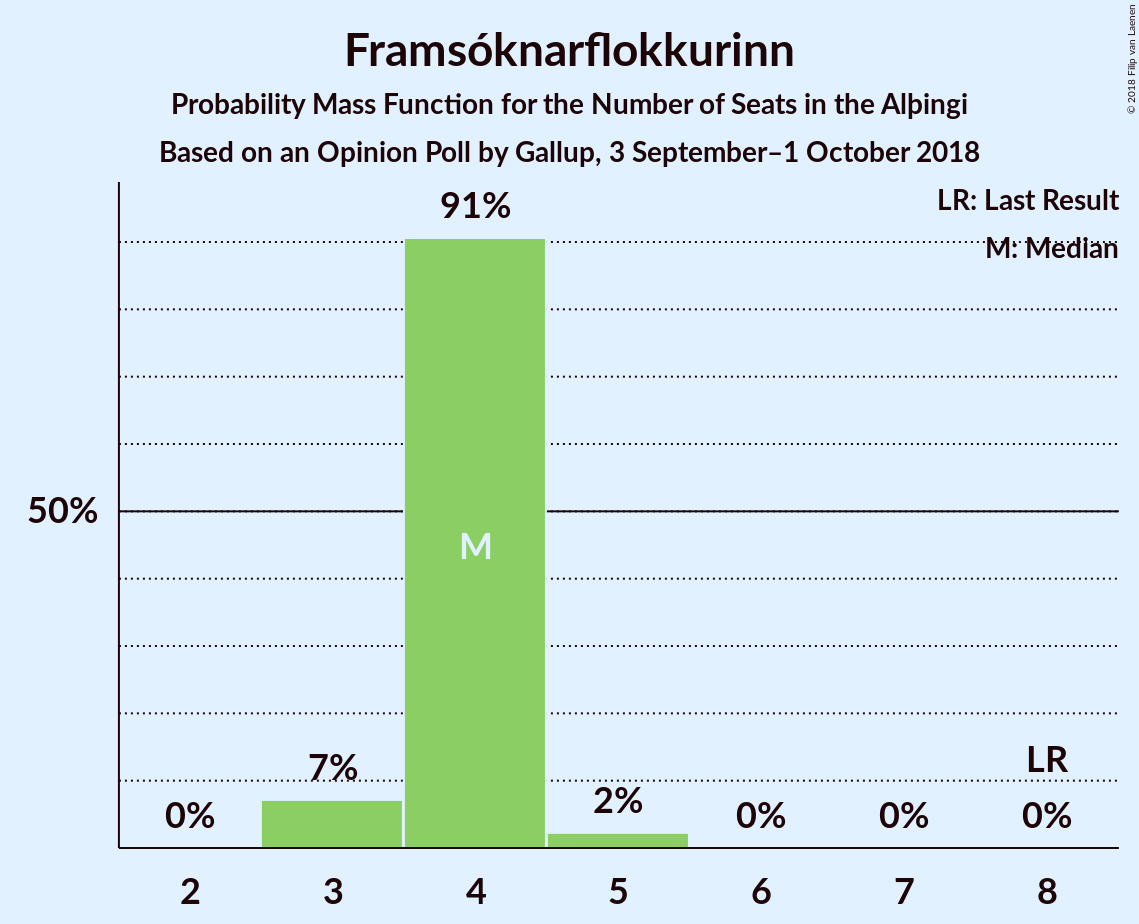 Framsóknarflokkurinn
Probability Mass Function for the Number of Seats in the Alþingi
Based on an Opinion Poll by Gallup, 3 September–1 October 2018
© 2018 Filip van Laenen
LR: Last Result
M: Median
91%
50%
M
7%
2%
LR
0%
0%
0%
0%
2 3 4 5 6 7 8